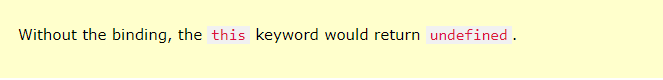 Without the binding, the this keyword would return undefined.